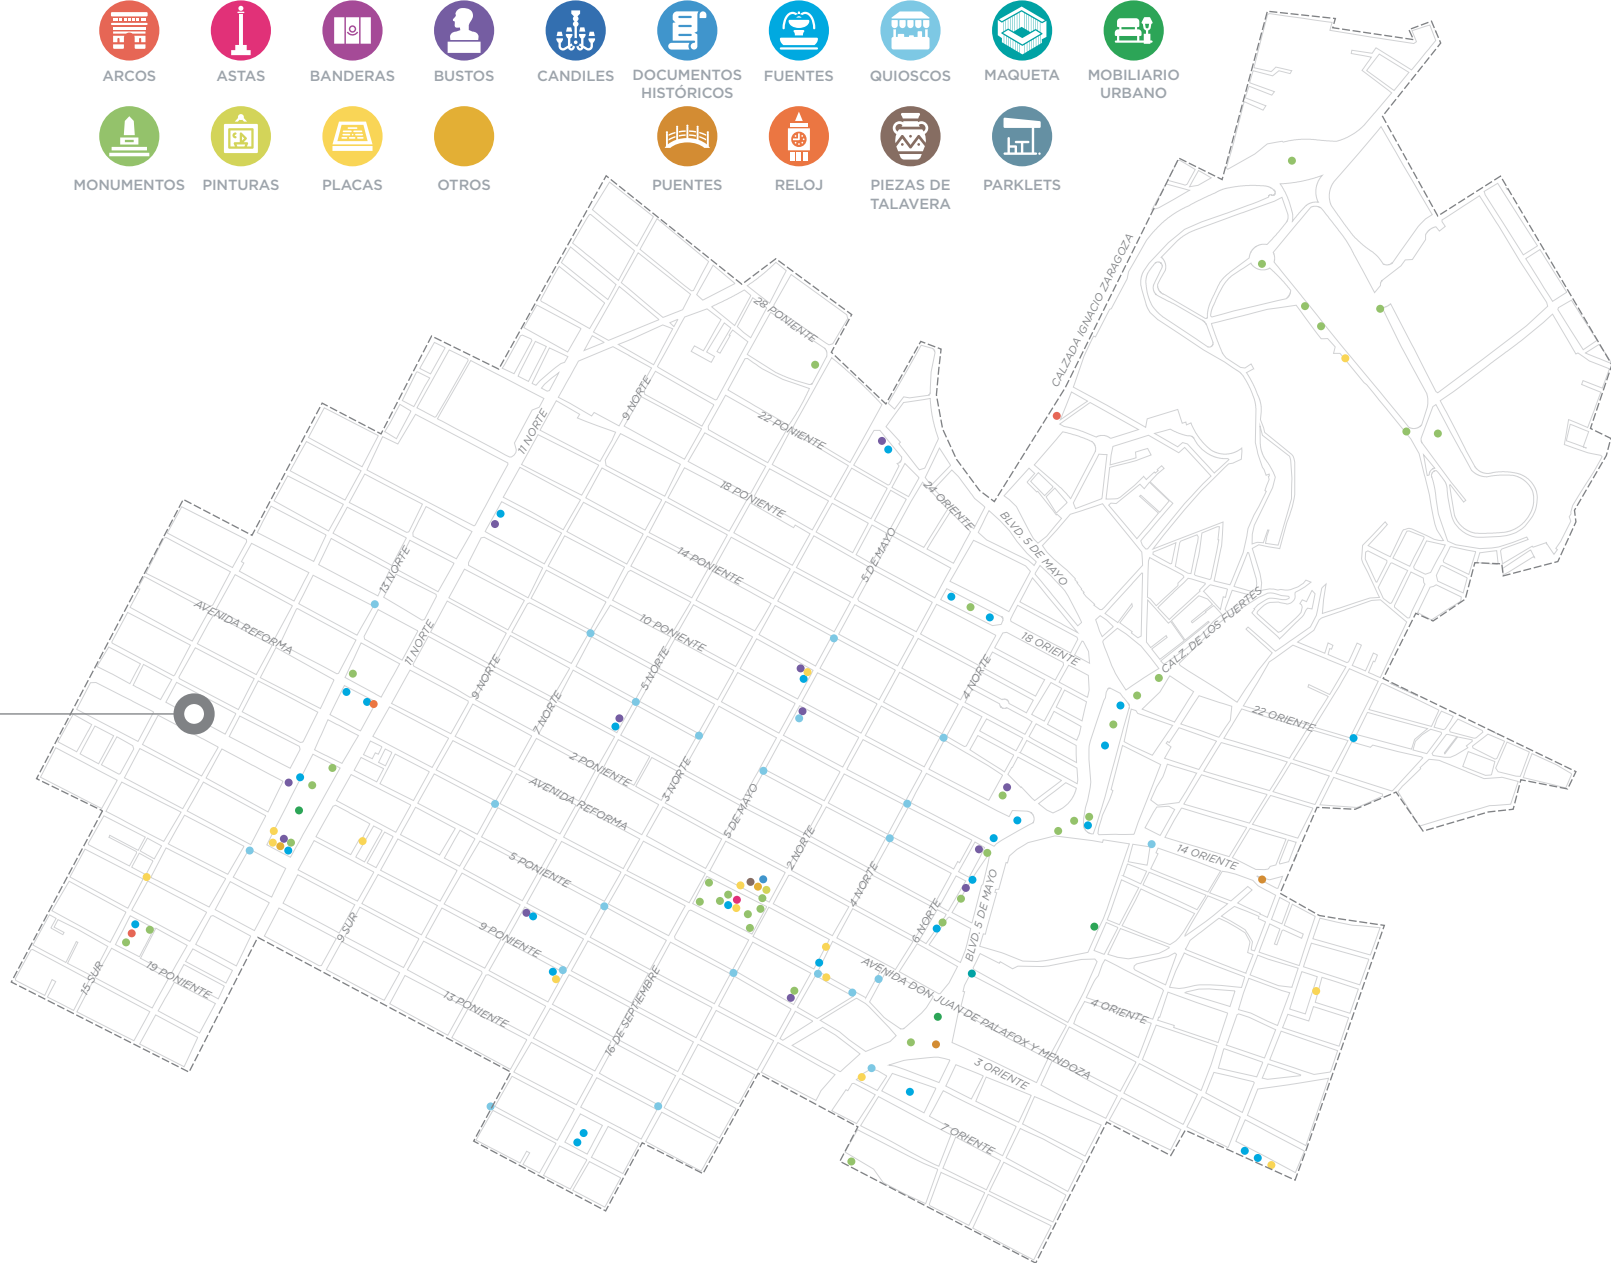 ARCOS
ASTAS
BANDERAS
BUSTOS
CANDILES
DOCUMENTOS
HISTÓRICOS
FUENTES
QUIOSCOS
MAQUETA
MOBILIARIO
URBANO
MONUMENTOS
PINTURAS
PLACAS
OTROS
PUENTES
RELOJ
PIEZAS DE
TALAVERA
PARKLETS
CALZADA IGNACIO ZARAGOZA
28 PONIENTE
9 NORTE
11 NORTE
22 PONIENTE
18 PONIENTE
24 ORIENTE
BLVD. 5 DE MAYO
5 DE MAYO
14 PONIENTE
13 NORTE
AVENIDA REFORMA
11 NORTE
10 PONIENTE
18 ORIENTE
CALZ. DE LOS FUERTES
9 NORTE
5 NORTE
4 NORTE
7 NORTE
22 ORIENTE
2 PONIENTE
3 NORTE
AVENIDA REFORMA
5 DE MAYO
2 NORTE
14 ORIENTE
5 PONIENTE
4 NORTE
6 NORTE
BLVD. 5 DE MAYO
9 SUR
9 PONIENTE
15 SUR
19 PONIENTE
13 PONIENTE
16 DE SEPTIEMBRE
AVENIDA DON JUAN DE PALAFOX Y MENDOZA
4 ORIENTE
3 ORIENTE
7 ORIENTE